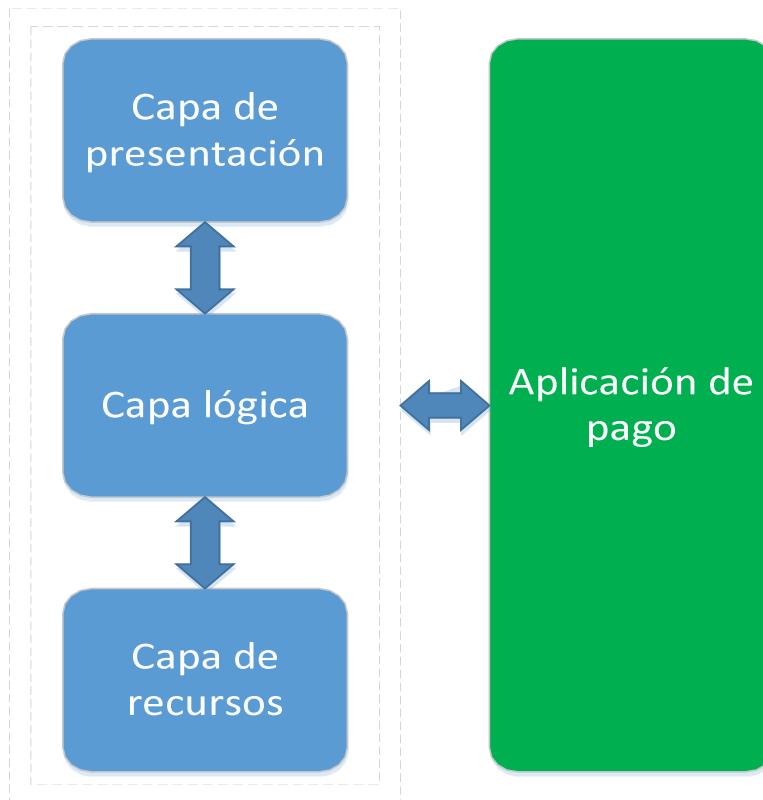 Capa de
presentación
Capa lógica
Capa de
recursos
Aplicación de
pago